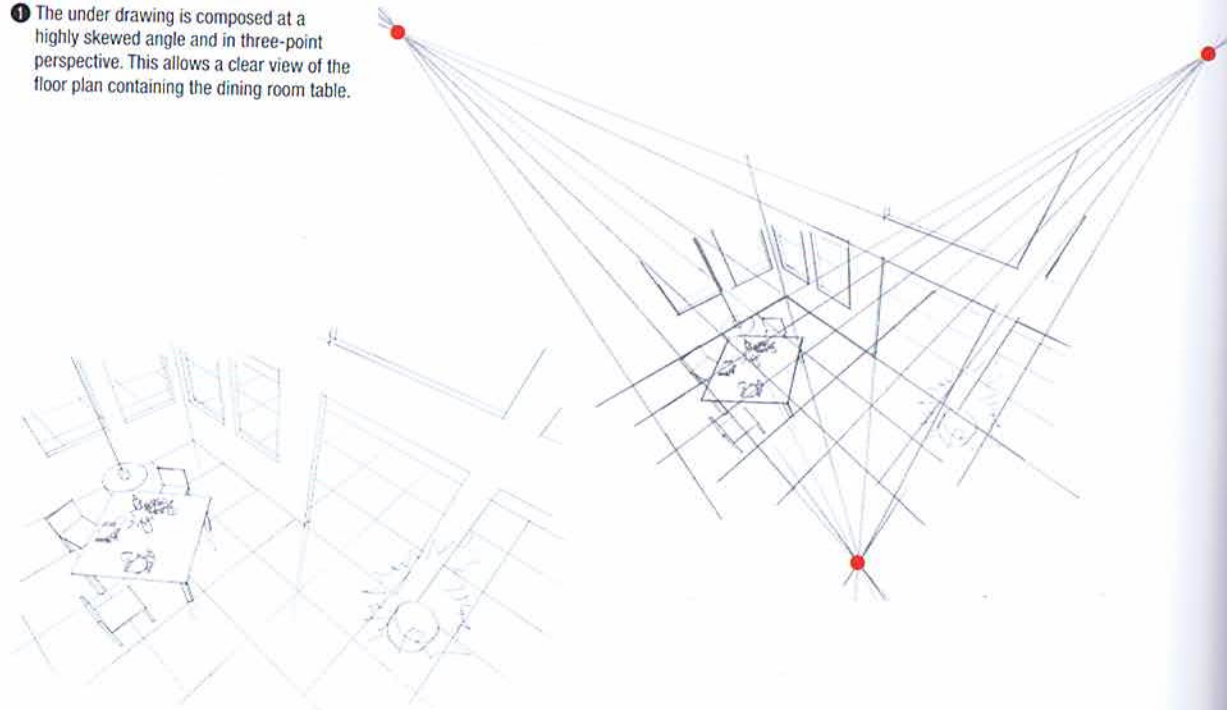 ❶ The under drawing is composed at a
highly skewed angle and in three-point
perspective. This allows a clear view of the
floor plan containing the dining room table.